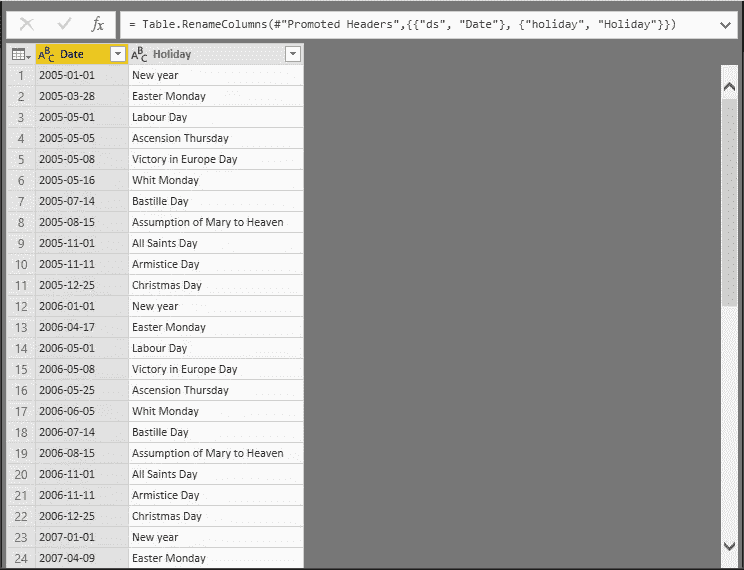 fx = Table.RenameColumns(#"Promoted Headers",{{"ds", "Date"}, {"holiday", "Holiday"}})
ABC Date ABC Holiday
1 2005-01-01 New year
2 2005-03-28 Easter Monday
3 2005-05-01 Labour Day
4 2005-05-05 Ascension Thursday
5 2005-05-08 Victory in Europe Day
6 2005-05-16 Whit Monday
7 2005-07-14 Bastille Day
8 2005-08-15 Assumption of Mary to Heaven
9 2005-11-01 All Saints Day
10 2005-11-11 Armistice Day
11 2005-12-25 Christmas Day
12 2006-01-01 New year
13 2006-04-17 Easter Monday
14 2006-05-01 Labour Day
15 2006-05-08 Victory in Europe Day
16 2006-05-25 Ascension Thursday
17 2006-06-05 Whit Monday
18 2006-07-14 Bastille Day
19 2006-08-15 Assumption of Mary to Heaven
20 2006-11-01 All Saints Day
21 2006-11-11 Armistice Day
22 2006-12-25 Christmas Day
23 2007-01-01 New year
24 2007-04-09 Easter Monday